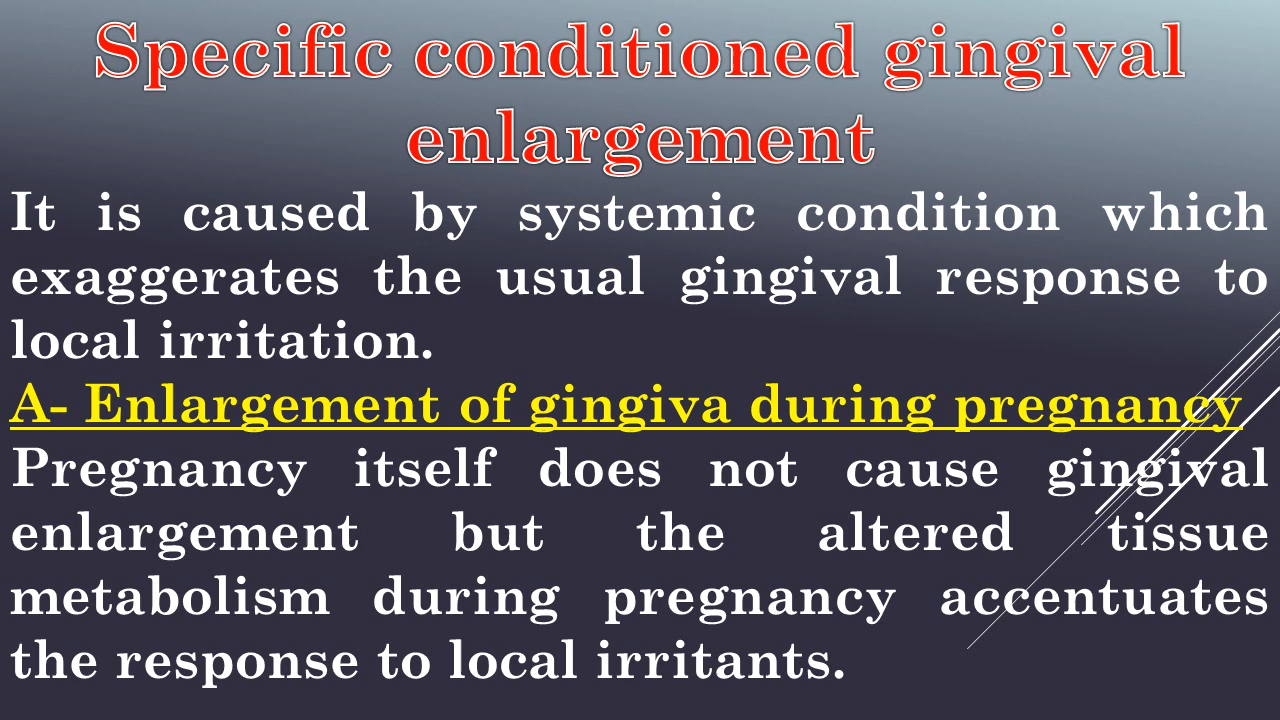 Specific conditioned gingival
enlargement
It is caused by systemic condition which
exaggerates the usual gingival response to
local irritation.
A- Enlargement of gingiva during pregnancy
Pregnancy itself does not cause gingival
enlargement but the altered tissue
metabolism during pregnancy accentuates
the response to local irritants.